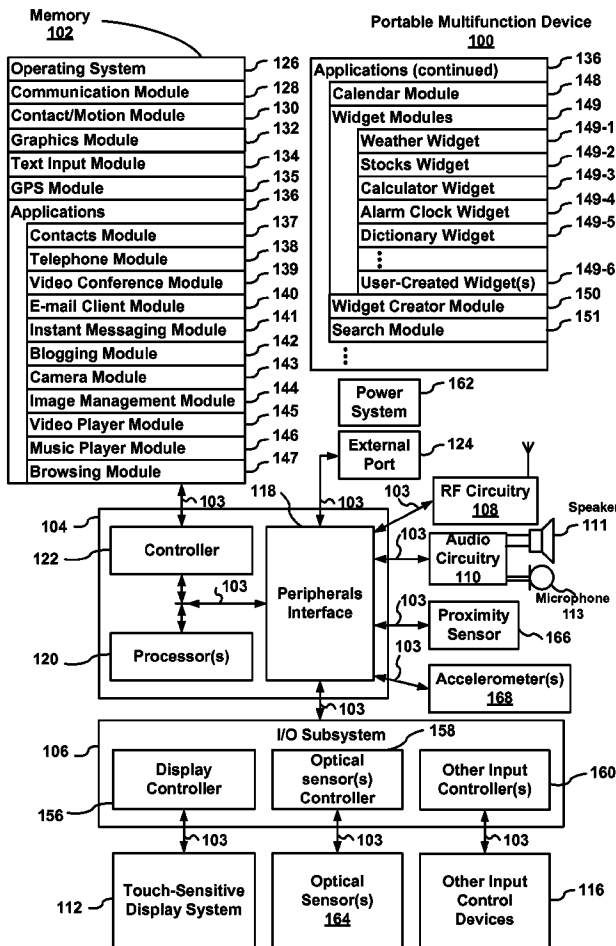 Memory
102
Operating System 126
Communication Module 128
Contact/Motion Module 130
Graphics Module 132
Text Input Module 134
GPS Module 135
Applications 136
Contacts Module 137
Telephone Module 138
Video Conference Module 139
E-mail Client Module 140
Instant Messaging Module 141
Blogging Module 142
Camera Module 143
Image Management Module 144
Video Player Module 145
Music Player Module 146
Browsing Module 147
Portable Multifunction Device
100
Applications (continued) 136
Calendar Module 148
Widget Modules 149
Weather Widget 149-1
Stocks Widget 149-2
Calculator Widget 149-3
Alarm Clock Widget 149-4
Dictionary Widget 149-5
User-Created Widget(s) 149-6
Widget Creator Module 150
Search Module 151
Power
System
162
External
Port
124
103
103
103
118
104
RF Circuitry
108
Speaker
111
122
Controller
103
Audio
Circuitry
110
Microphone
113
103
Peripherals
Interface
103
Proximity
Sensor
166
120
Processor(s)
103
Accelerometer(s)
168
103
106
I/O Subsystem
158
Display
Controller
156
Optical
sensor(s)
Controller
Other Input
Controller(s)
160
103
103
103
112
Touch-Sensitive
Display System
Optical
Sensor(s)
164
Other Input
Control
Devices
116